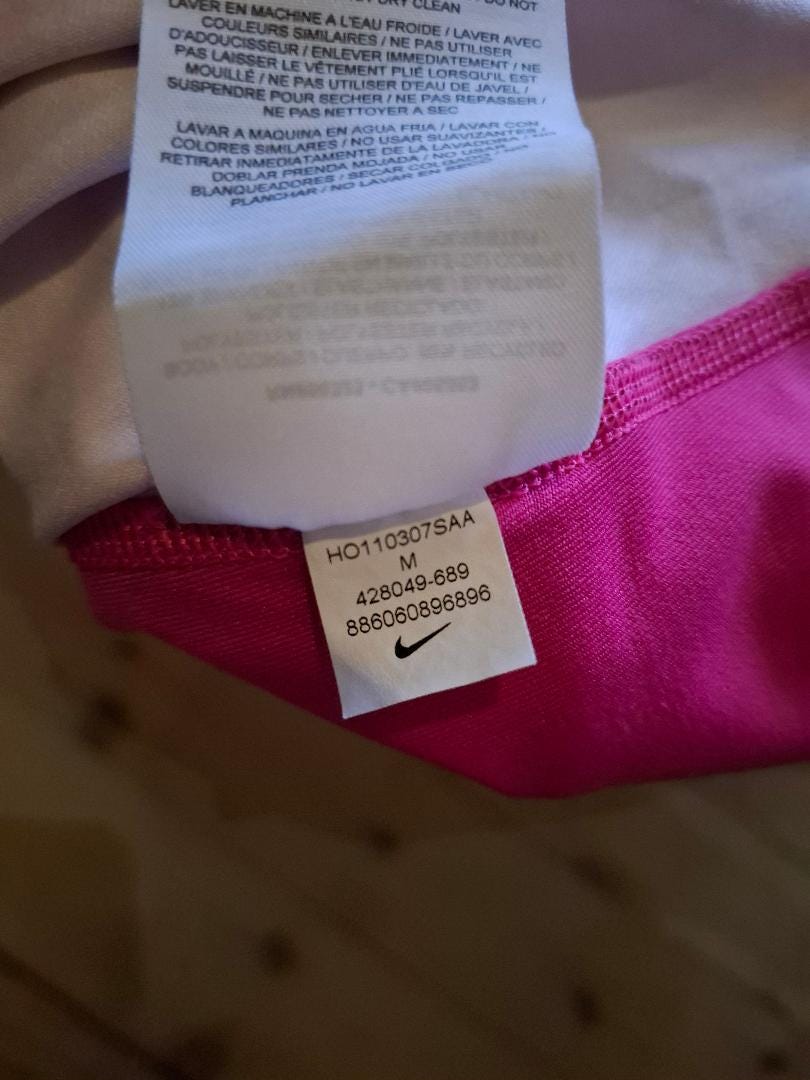 DO NOT
DRY CLEAN
LAVER EN MACHINE A L'EAU FROIDE / LAVER AVEC
COULEURS SIMILAIRES / NE PAS UTILISER
D'ADOUCISSEUR / ENLEVER IMMEDIATEMENT / NE
PAS LAISSER LE VÊTEMENT PLIÉ LORSQU'IL EST
MOUILLÉ / NE PAS UTILISER D'EAU DE JAVEL /
SUSPENDRE POUR SECHER / NE PAS REPASSER /
NE PAS NETTOYER A SEC
LAVAR A MAQUINA EN AGUA FRIA / LAVAR CON
COLORES SIMILARES / NO USAR SUAVIZANTES /
RETIRAR INMEDIATAMENTE DE LA LAVADORA / NO
DOBLAR PRENDA MOJADA / NO USAR
BLANQUEADORES / SECAR COLGADO / NO
PLANCHAR / NO LAVAR EN SECO
HO110307SAA
M
428049-689
886060896896